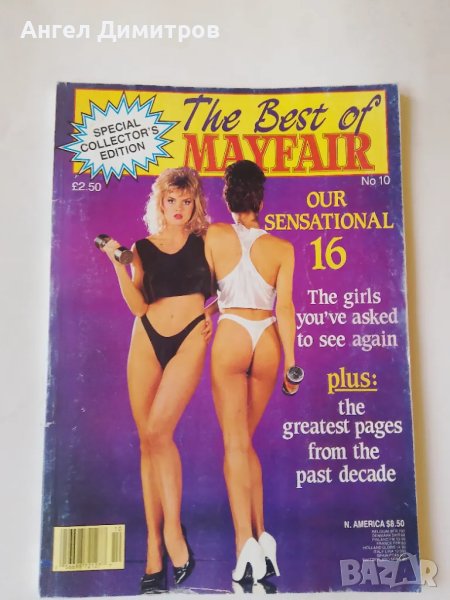 Ангел Димитров
SPECIAL
COLLECTOR'S
EDITION
The Best of
MAYFAIR
£2.50
No 10
OUR
SENSATIONAL
16
The girls
you've asked
to see again
plus:
the
greatest pages
from the
past decade
N. AMERICA $8.50
BAZAR